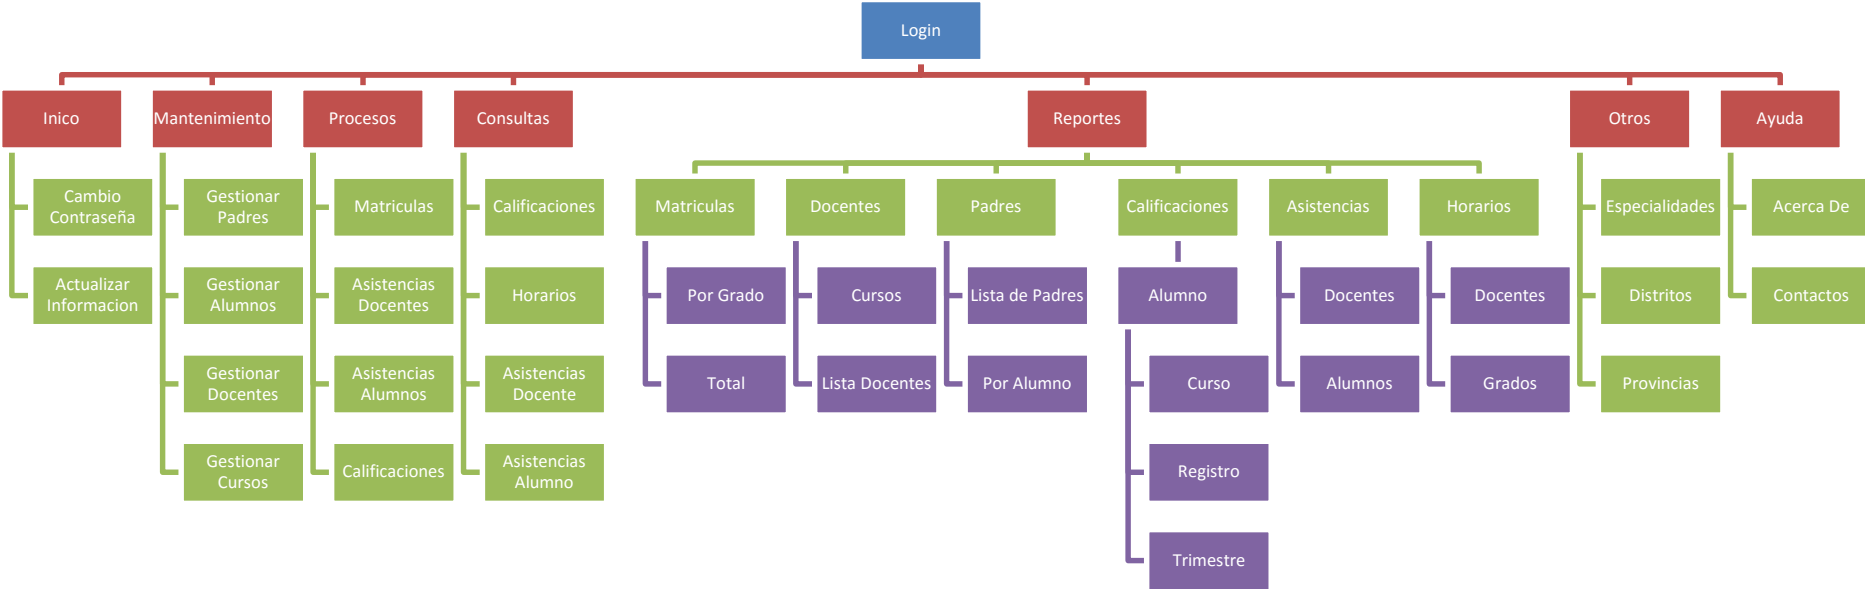 Login
Inico
Mantenimiento
Procesos
Consultas
Reportes
Otros
Ayuda
Cambio
Contraseña
Actualizar
Informacion
Gestionar
Padres
Gestionar
Alumnos
Gestionar
Docentes
Gestionar
Cursos
Matriculas
Asistencias
Docentes
Asistencias
Alumnos
Calificaciones
Calificaciones
Horarios
Asistencias
Docente
Asistencias
Alumno
Matriculas
Por Grado
Total
Docentes
Cursos
Lista Docentes
Padres
Lista de Padres
Por Alumno
Calificaciones
Alumno
Curso
Registro
Trimestre
Asistencias
Docentes
Alumnos
Horarios
Docentes
Grados
Especialidades
Distritos
Provincias
Acerca De
Contactos